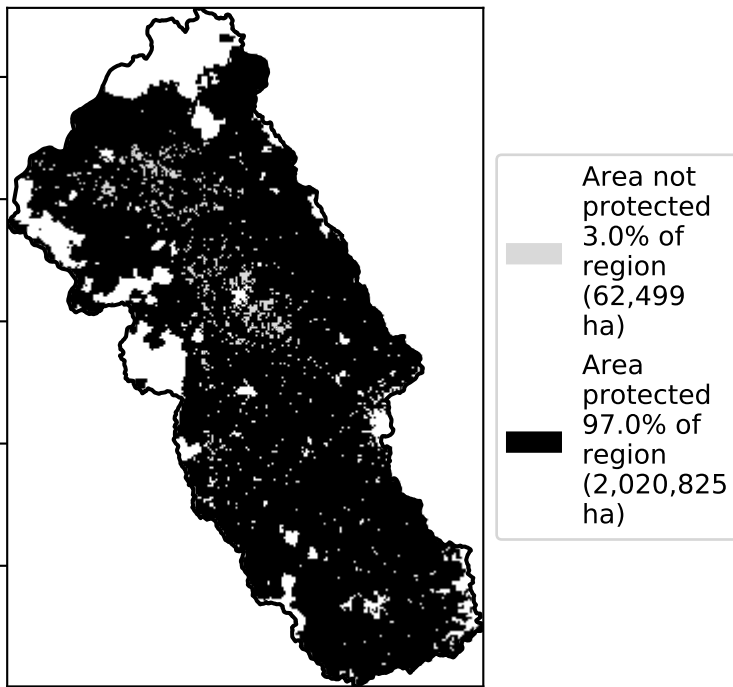 Area not
protected
3.0% of
region
(62,499
ha)
Area
protected
97.0% of
region
(2,020,825
ha)